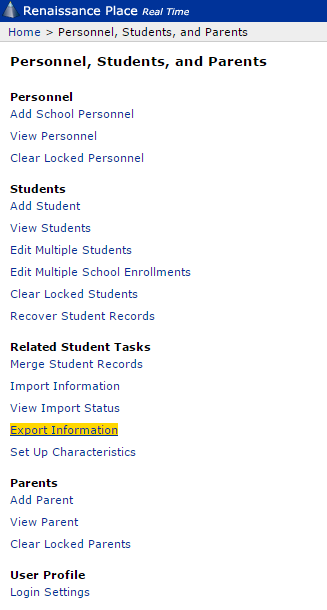 Renaissance Place Real Time
Home > Personnel, Students, and Parents
Personnel, Students, and Parents
Personnel
Add School Personnel
View Personnel
Clear Locked Personnel
Students
Add Student
View Students
Edit Multiple Students
Edit Multiple School Enrollments
Clear Locked Students
Recover Student Records
Related Student Tasks
Merge Student Records
Import Information
View Import Status
Export Information
Set Up Characteristics
Parents
Add Parent
View Parent
Clear Locked Parents
User Profile
Login Settings